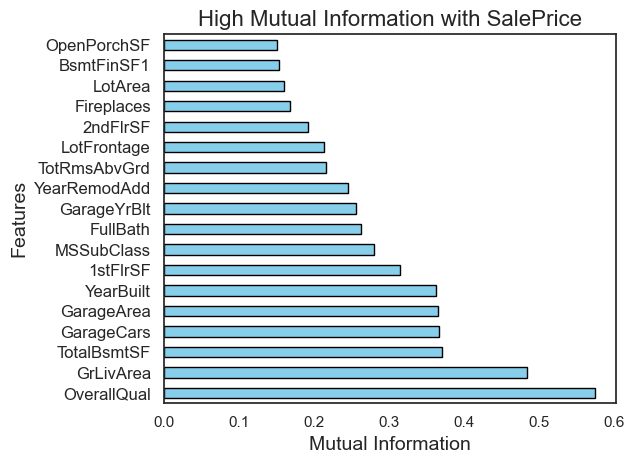 High Mutual Information with SalePrice
Features
OpenPorchSF
BsmtFinSF1
LotArea
Fireplaces
2ndFlrSF
LotFrontage
TotRmsAbvGrd
YearRemodAdd
GarageYrBlt
FullBath
MSSubClass
1stFlrSF
YearBuilt
GarageArea
GarageCars
TotalBsmtSF
GrLivArea
OverallQual
0.0 0.1 0.2 0.3 0.4 0.5 0.6
Mutual Information